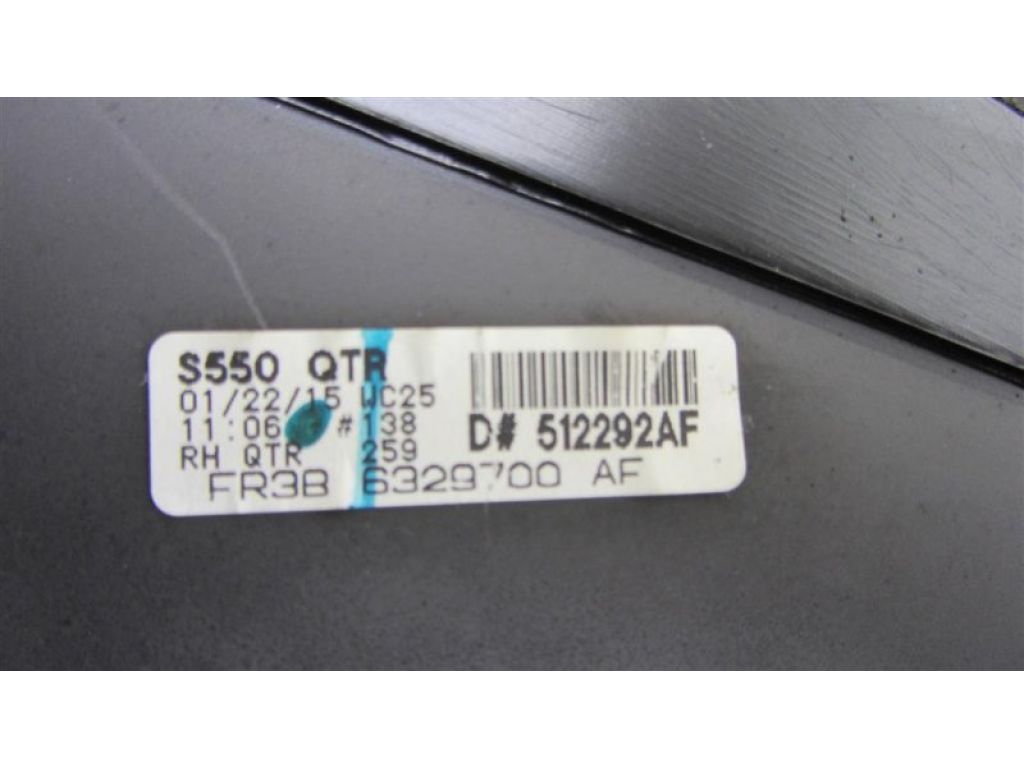 S550 QTR
01/22/15 WC25
11:06 #138
RH QTR 259
D# 512292AF
FR3B 6329700 AF